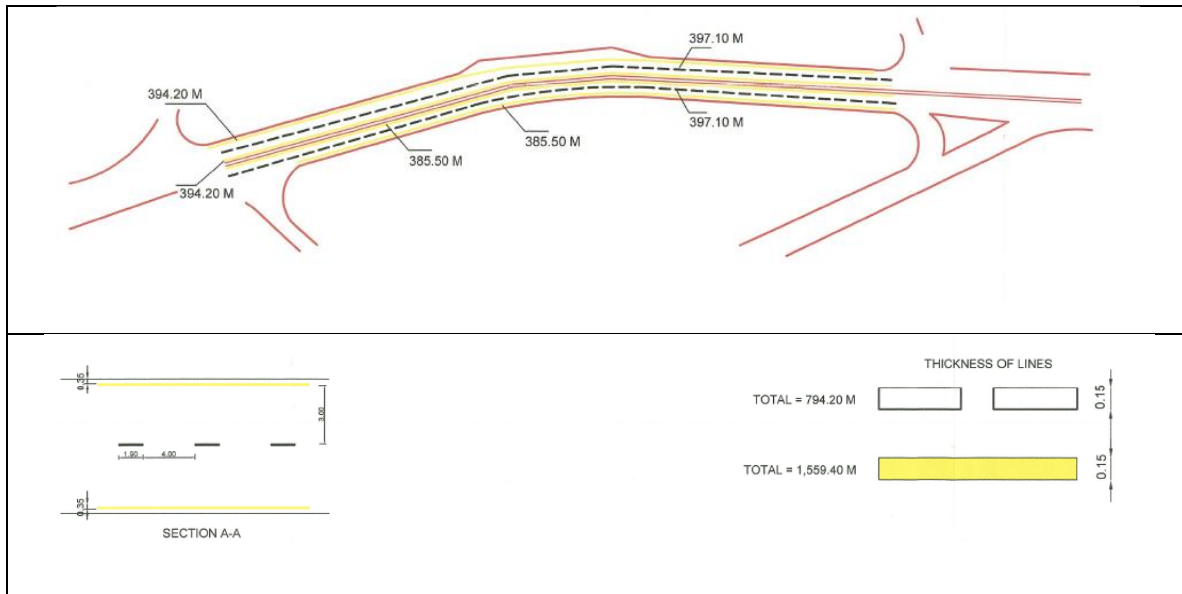 397.10 M
394.20 M
397.10 M
385.50 M
385.50 M
394.20 M
THICKNESS OF LINES
0.35
3.00
TOTAL = 794.20 M
0.15
1.90
4.00
TOTAL = 1,559.40 M
0.15
0.35
SECTION A-A